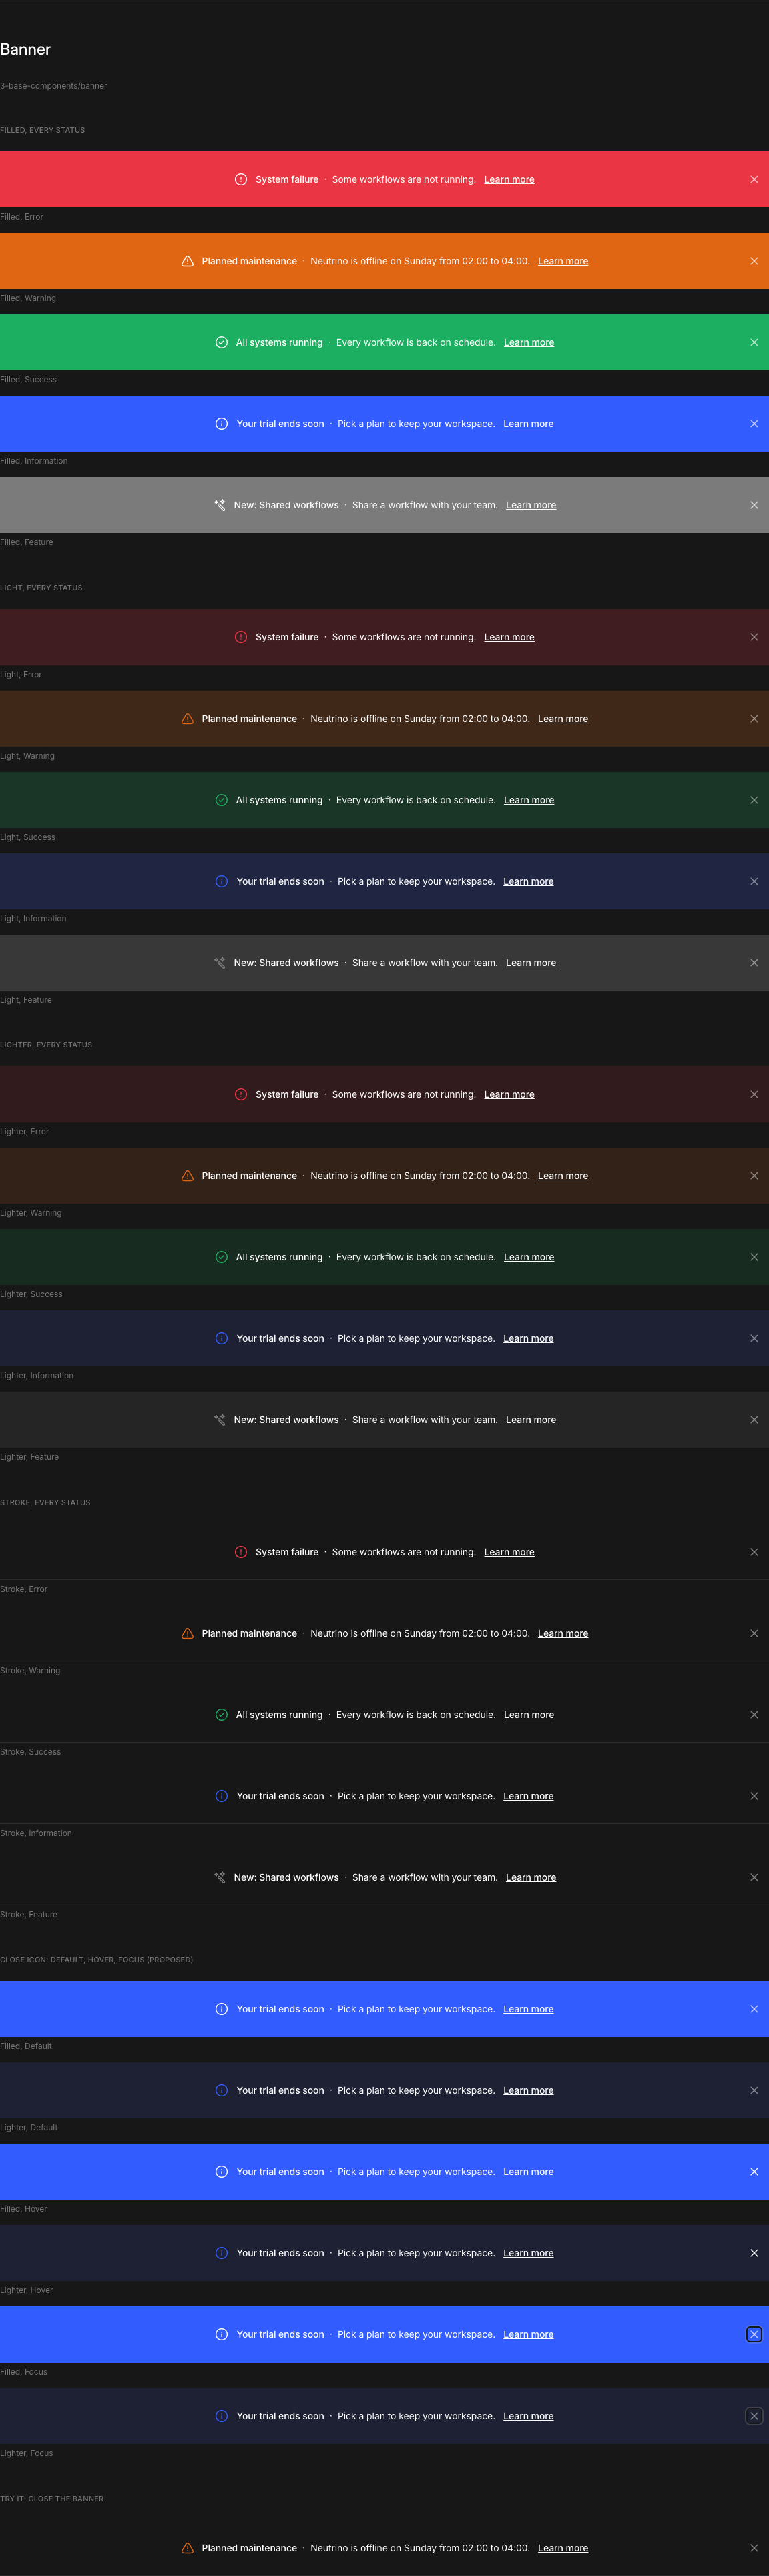 Banner
3-base-components/banner
FILLED, EVERY STATUS
System failure · Some workflows are not running. Learn more
Filled, Error
Planned maintenance · Neutrino is offline on Sunday from 02:00 to 04:00. Learn more
Filled, Warning
All systems running · Every workflow is back on schedule. Learn more
Filled, Success
Your trial ends soon · Pick a plan to keep your workspace. Learn more
Filled, Information
New: Shared workflows · Share a workflow with your team. Learn more
Filled, Feature
LIGHT, EVERY STATUS
System failure · Some workflows are not running. Learn more
Light, Error
Planned maintenance · Neutrino is offline on Sunday from 02:00 to 04:00. Learn more
Light, Warning
All systems running · Every workflow is back on schedule. Learn more
Light, Success
Your trial ends soon · Pick a plan to keep your workspace. Learn more
Light, Information
New: Shared workflows · Share a workflow with your team. Learn more
Light, Feature
LIGHTER, EVERY STATUS
System failure · Some workflows are not running. Learn more
Lighter, Error
Planned maintenance · Neutrino is offline on Sunday from 02:00 to 04:00. Learn more
Lighter, Warning
All systems running · Every workflow is back on schedule. Learn more
Lighter, Success
Your trial ends soon · Pick a plan to keep your workspace. Learn more
Lighter, Information
New: Shared workflows · Share a workflow with your team. Learn more
Lighter, Feature
STROKE, EVERY STATUS
System failure · Some workflows are not running. Learn more
Stroke, Error
Planned maintenance · Neutrino is offline on Sunday from 02:00 to 04:00. Learn more
Stroke, Warning
All systems running · Every workflow is back on schedule. Learn more
Stroke, Success
Your trial ends soon · Pick a plan to keep your workspace. Learn more
Stroke, Information
New: Shared workflows · Share a workflow with your team. Learn more
Stroke, Feature
CLOSE ICON: DEFAULT, HOVER, FOCUS (PROPOSED)
Your trial ends soon · Pick a plan to keep your workspace. Learn more
Filled, Default
Your trial ends soon · Pick a plan to keep your workspace. Learn more
Lighter, Default
Your trial ends soon · Pick a plan to keep your workspace. Learn more
Filled, Hover
Your trial ends soon · Pick a plan to keep your workspace. Learn more
Lighter, Hover
Your trial ends soon · Pick a plan to keep your workspace. Learn more
Filled, Focus
Your trial ends soon · Pick a plan to keep your workspace. Learn more
Lighter, Focus
TRY IT: CLOSE THE BANNER
Planned maintenance · Neutrino is offline on Sunday from 02:00 to 04:00. Learn more